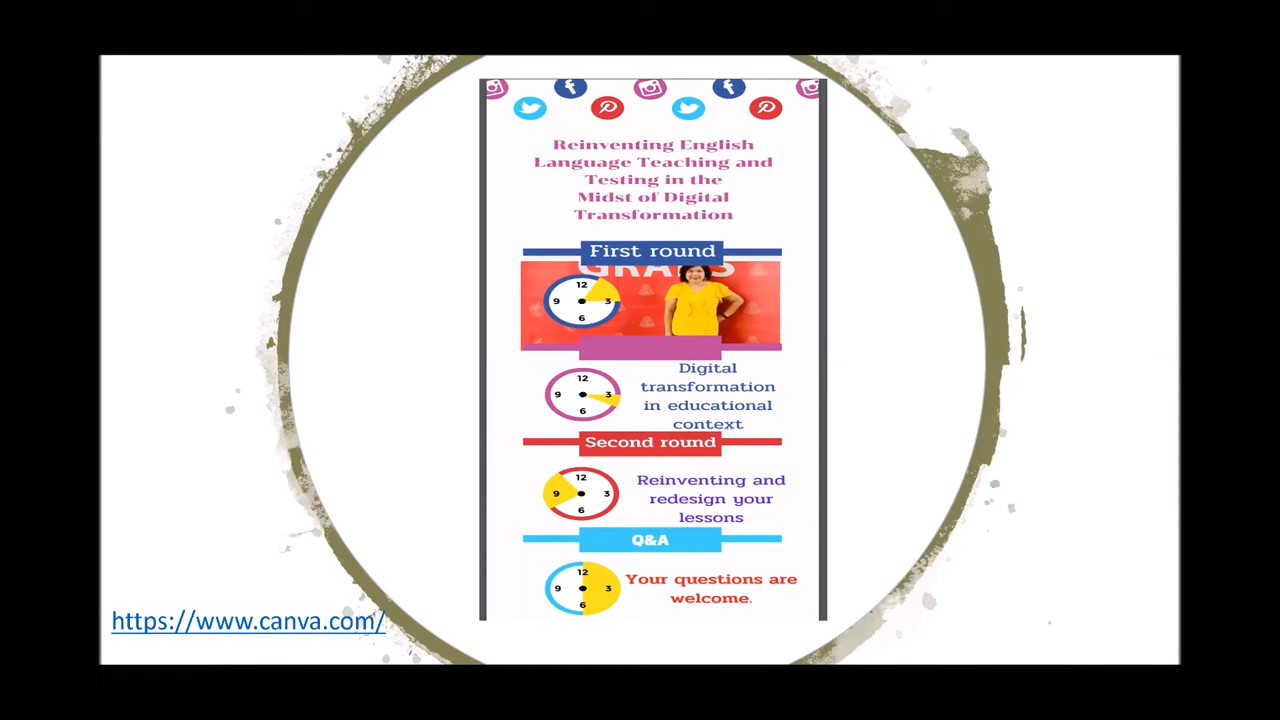 Reinventing English
Language Teaching and
Testing in the
Midst of Digital
Transformation
First round
12
9 3
6
Digital
transformation
in educational
context
12
9 3
6
Second round
12
9 3
6
Reinventing and
redesign your
lessons
Q&A
12
9 3
6
Your questions are
welcome.
https://www.canva.com/